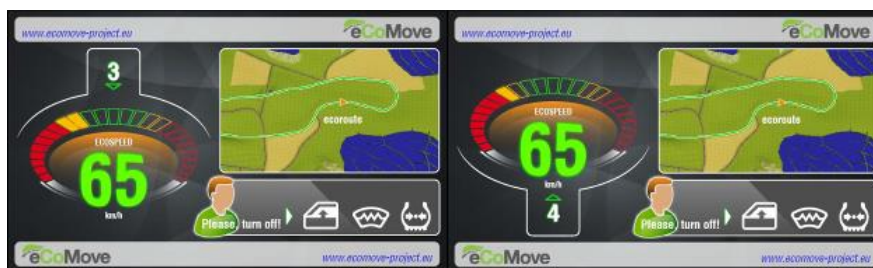 www.ecomove-project.eu
eCoMove
3
ECOSPEED
65
km/h
ecoroute
Please, turn off!
eCoMove
www.ecomove-project.eu
www.ecomove-project.eu
eCoMove
ECOSPEED
65
km/h
4
ecoroute
Please, turn off!
eCoMove
www.ecomove-project.eu